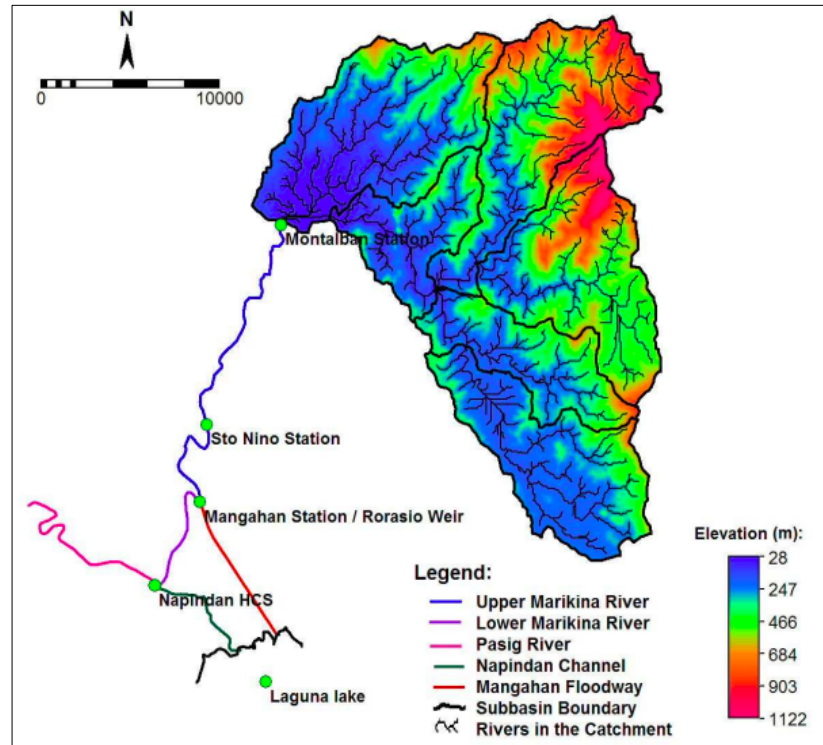 N
0
10000
Montalban Station
Sto Nino Station
Mangahan Station / Rorasio Weir
Napindan HCS
Laguna lake
Legend:
Upper Marikina River
Lower Marikina River
Pasig River
Napindan Channel
Mangahan Floodway
Subbasin Boundary
Rivers in the Catchment
Elevation (m):
28
247
466
684
903
1122